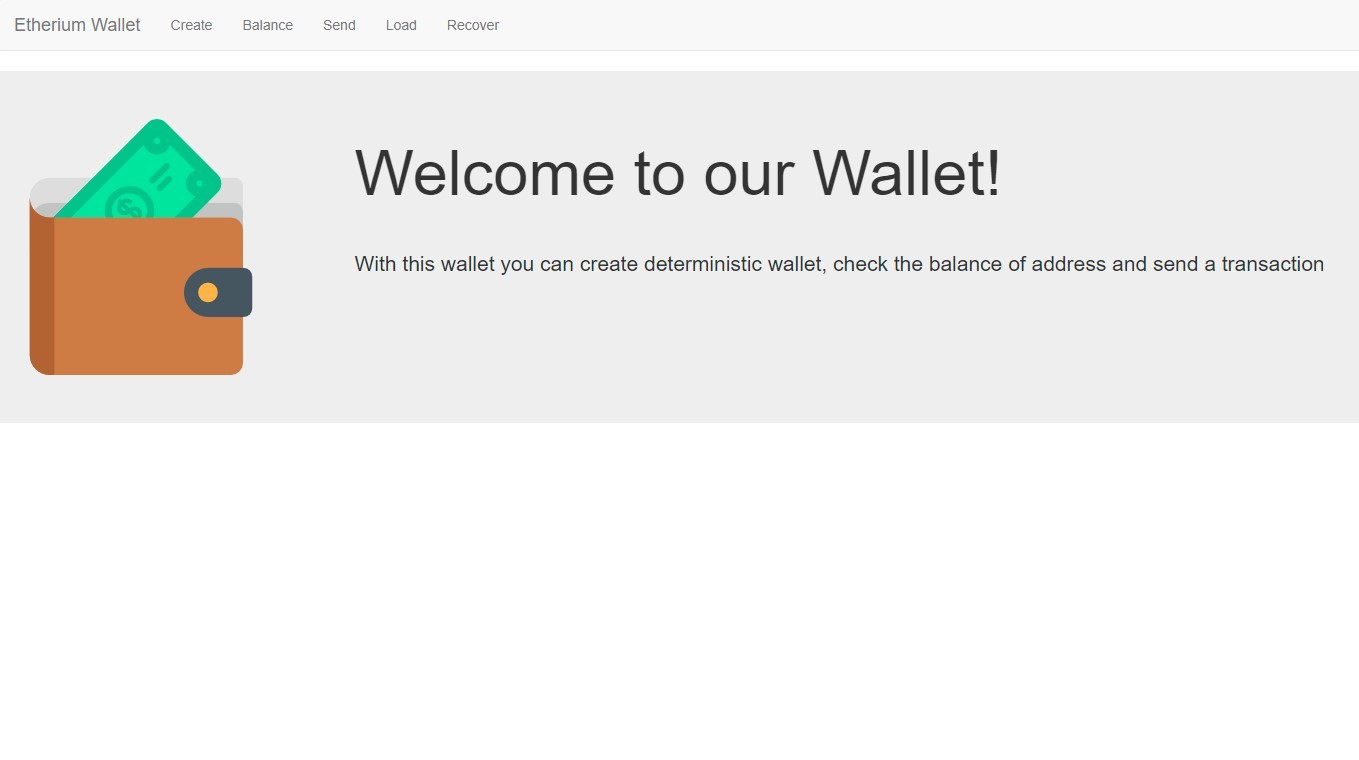 Etherium Wallet Create Balance Send Load Recover
Welcome to our Wallet!
With this wallet you can create deterministic wallet, check the balance of address and send a transaction